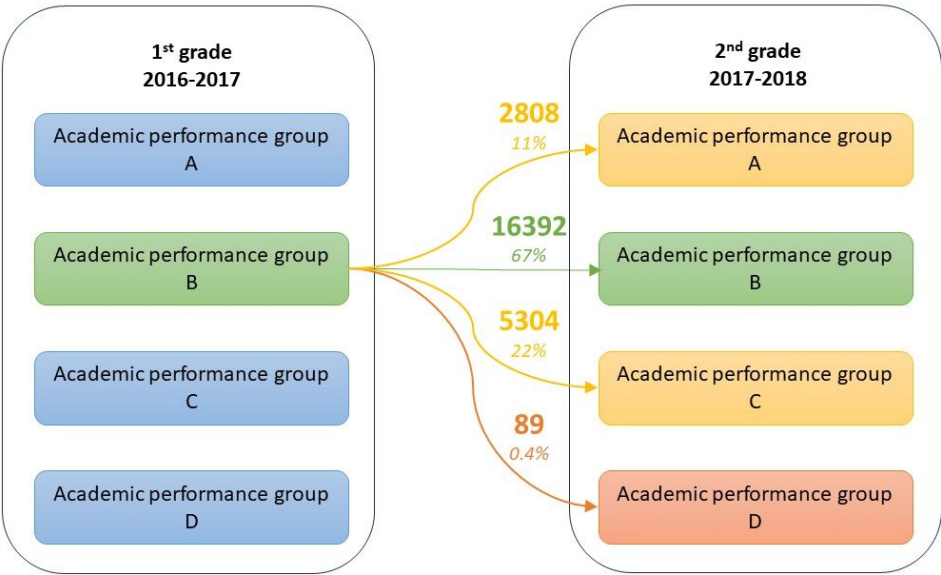 1st grade
2016-2017
Academic performance group
A
Academic performance group
B
Academic performance group
C
Academic performance group
D
2808
11%
16392
67%
5304
22%
89
0.4%
2nd grade
2017-2018
Academic performance group
A
Academic performance group
B
Academic performance group
C
Academic performance group
D